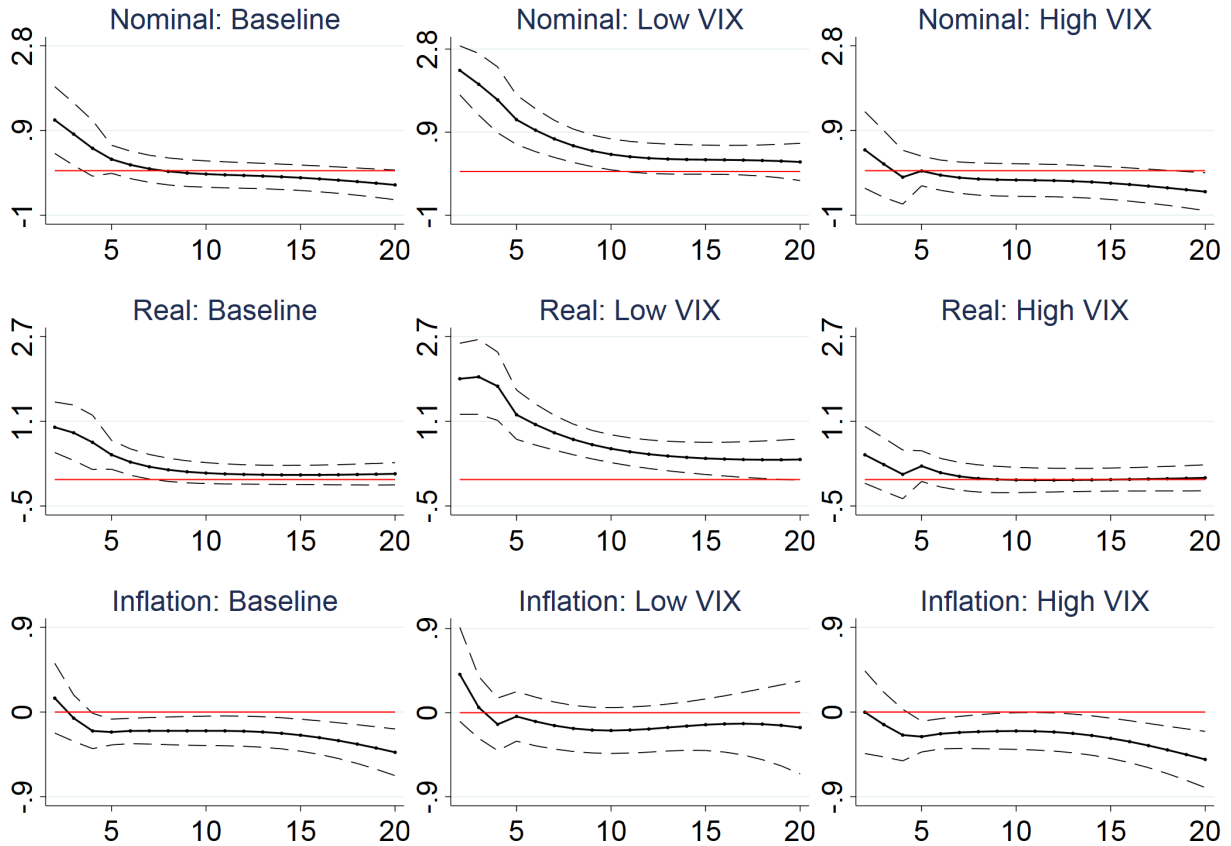 Nominal: Baseline
Nominal: Low VIX
Nominal: High VIX
2.8
.9
-1
5 10 15 20
2.8
.9
-1
5 10 15 20
2.8
.9
-1
5 10 15 20
Real: Baseline
Real: Low VIX
Real: High VIX
2.7
1.1
-.5
5 10 15 20
2.7
1.1
-.5
5 10 15 20
2.7
1.1
-.5
5 10 15 20
Inflation: Baseline
Inflation: Low VIX
Inflation: High VIX
.9
0
-.9
5 10 15 20
.9
0
-.9
5 10 15 20
.9
0
-.9
5 10 15 20